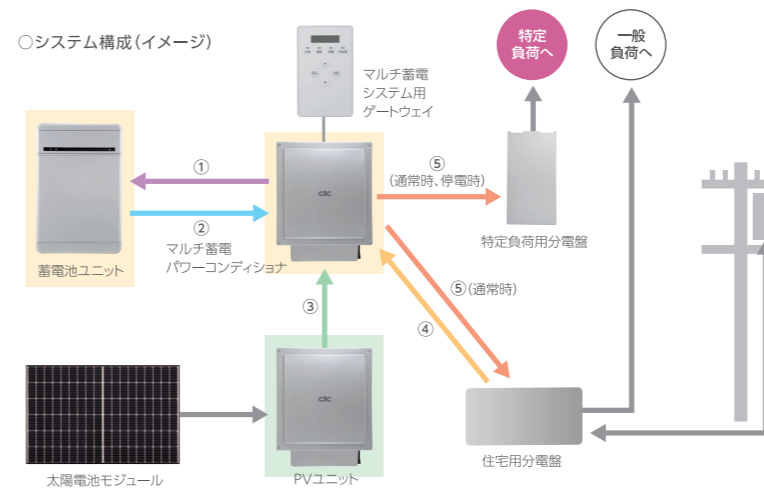 ○システム構成(イメージ)
特定
負荷へ
一般
負荷へ
マルチ蓄電
システム用
ゲートウェイ
①
⑤
(通常時、停電時)
clic
②
マルチ蓄電
パワーコンディショナ
特定負荷用分電盤
蓄電池ユニット
⑤(通常時)
③
④
clic
住宅用分電盤
太陽電池モジュール
PVユニット